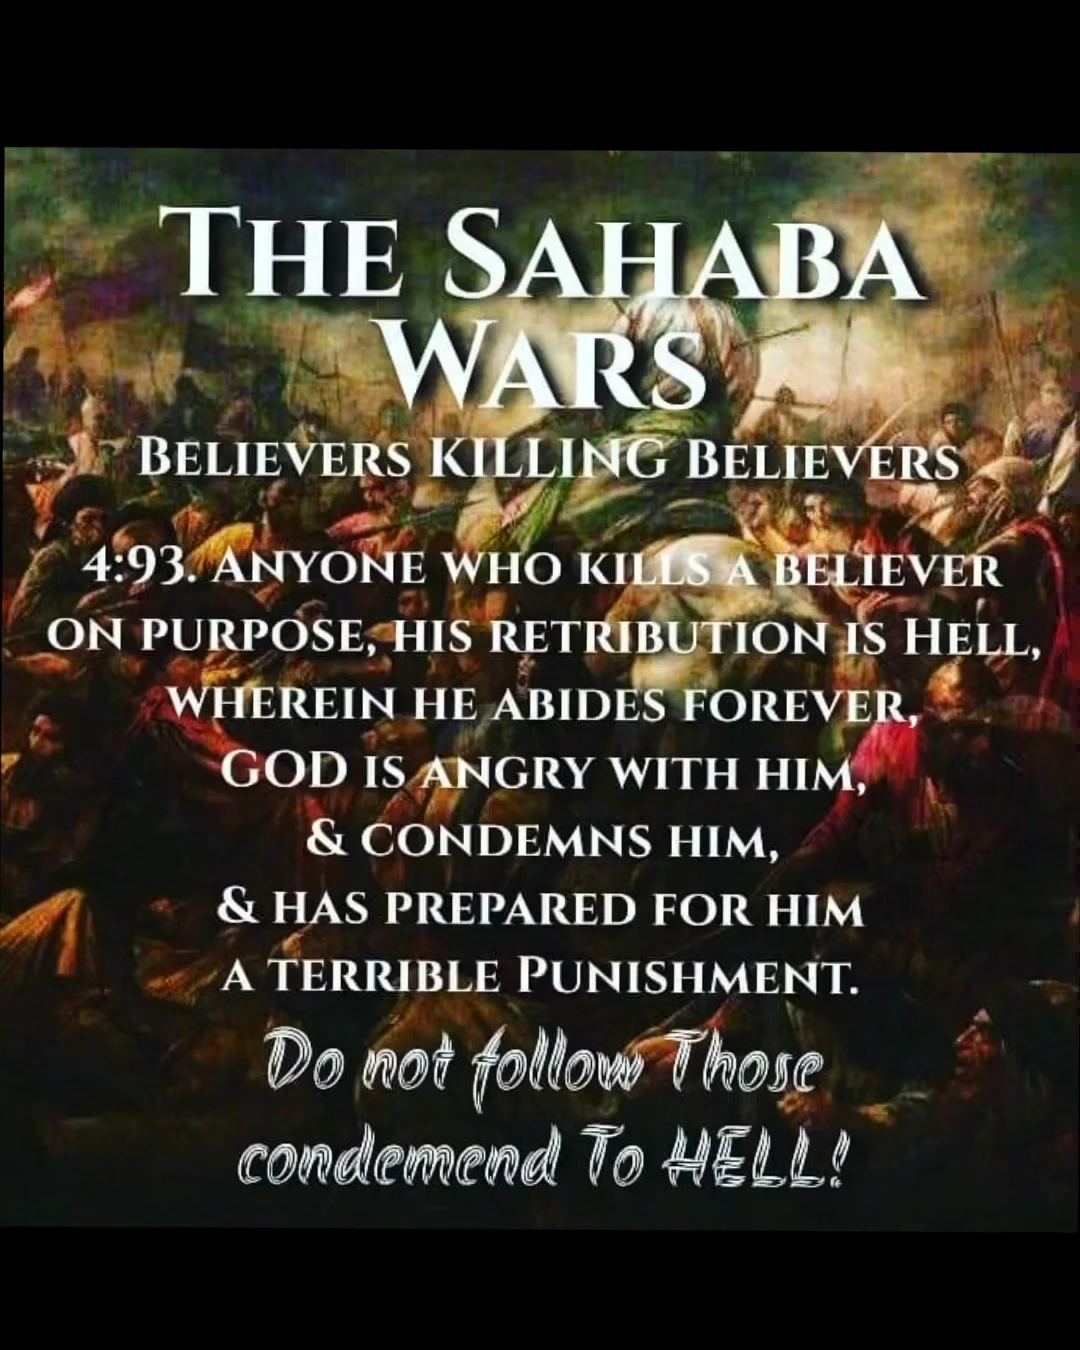 THE SAHABA
WARS
BELIEVERS KILLING BELIEVERS
4:93. ANYONE WHO KILLS A BELIEVER
ON PURPOSE, HIS RETRIBUTION IS HELL,
WHEREIN HE ABIDES FOREVER,
GOD IS ANGRY WITH HIM,
& CONDEMNS HIM,
& HAS PREPARED FOR HIM
A TERRIBLE PUNISHMENT.
Do not follow Those
condemend To HELL!